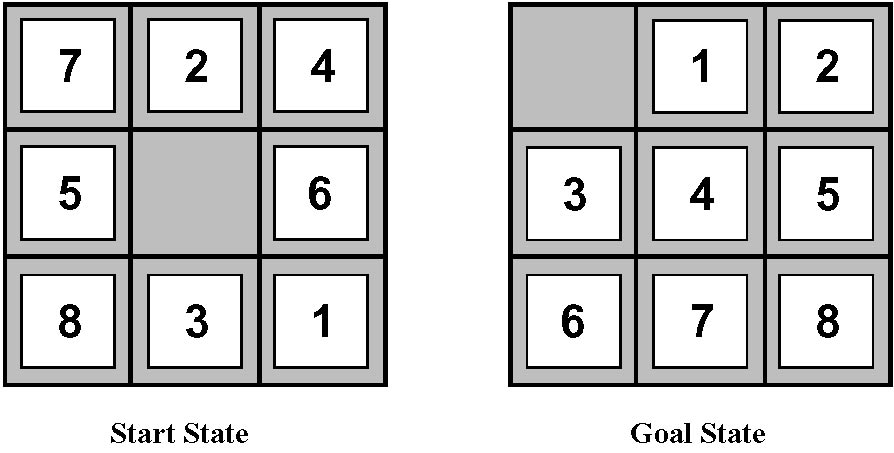 7 2 4
1 2
5 6
3 4 5
8 3 1
6 7 8
Start State
Goal State